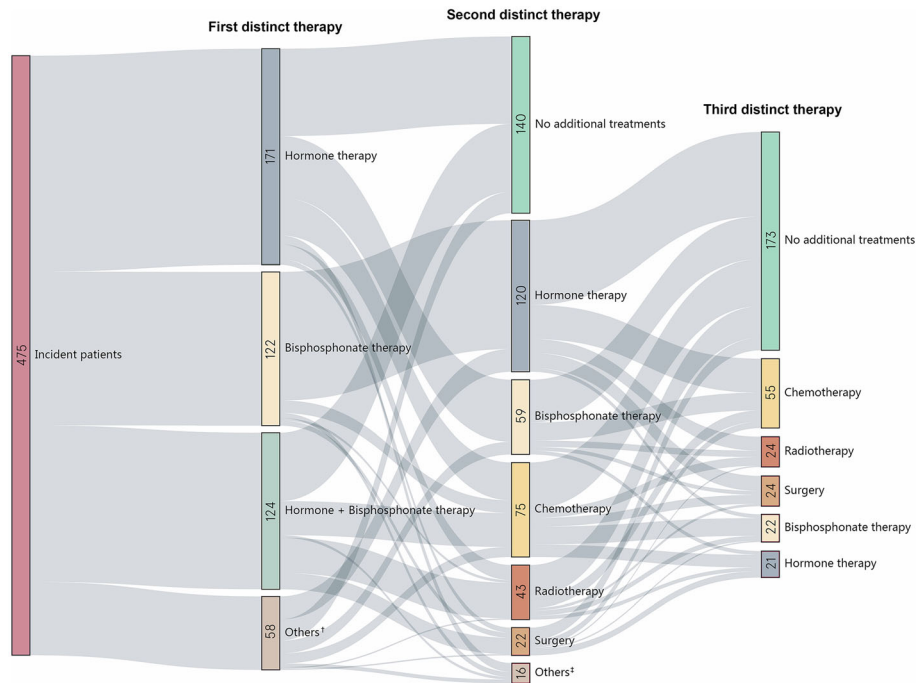 First distinct therapy
Second distinct therapy
Third distinct therapy
475
Incident patients
171
Hormone therapy
122
Bisphosphonate therapy
124
Hormone + Bisphosphonate therapy
58
Others†
140
No additional treatments
120
Hormone therapy
59
Bisphosphonate therapy
75
Chemotherapy
43
Radiotherapy
22
Surgery
16
Others‡
173
No additional treatments
55
Chemotherapy
24
Radiotherapy
24
Surgery
22
Bisphosphonate therapy
21
Hormone therapy